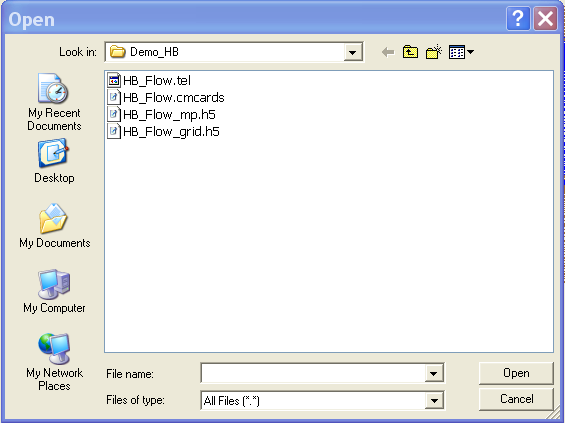 Open
Look in: Demo_HB
HB_Flow.tel
HB_Flow.cmcards
HB_Flow_mp.h5
HB_Flow_grid.h5
My Recent
Documents
Desktop
My Documents
My Computer
My Network
Places
File name:
Open
Files of type: All Files (*.*)
Cancel